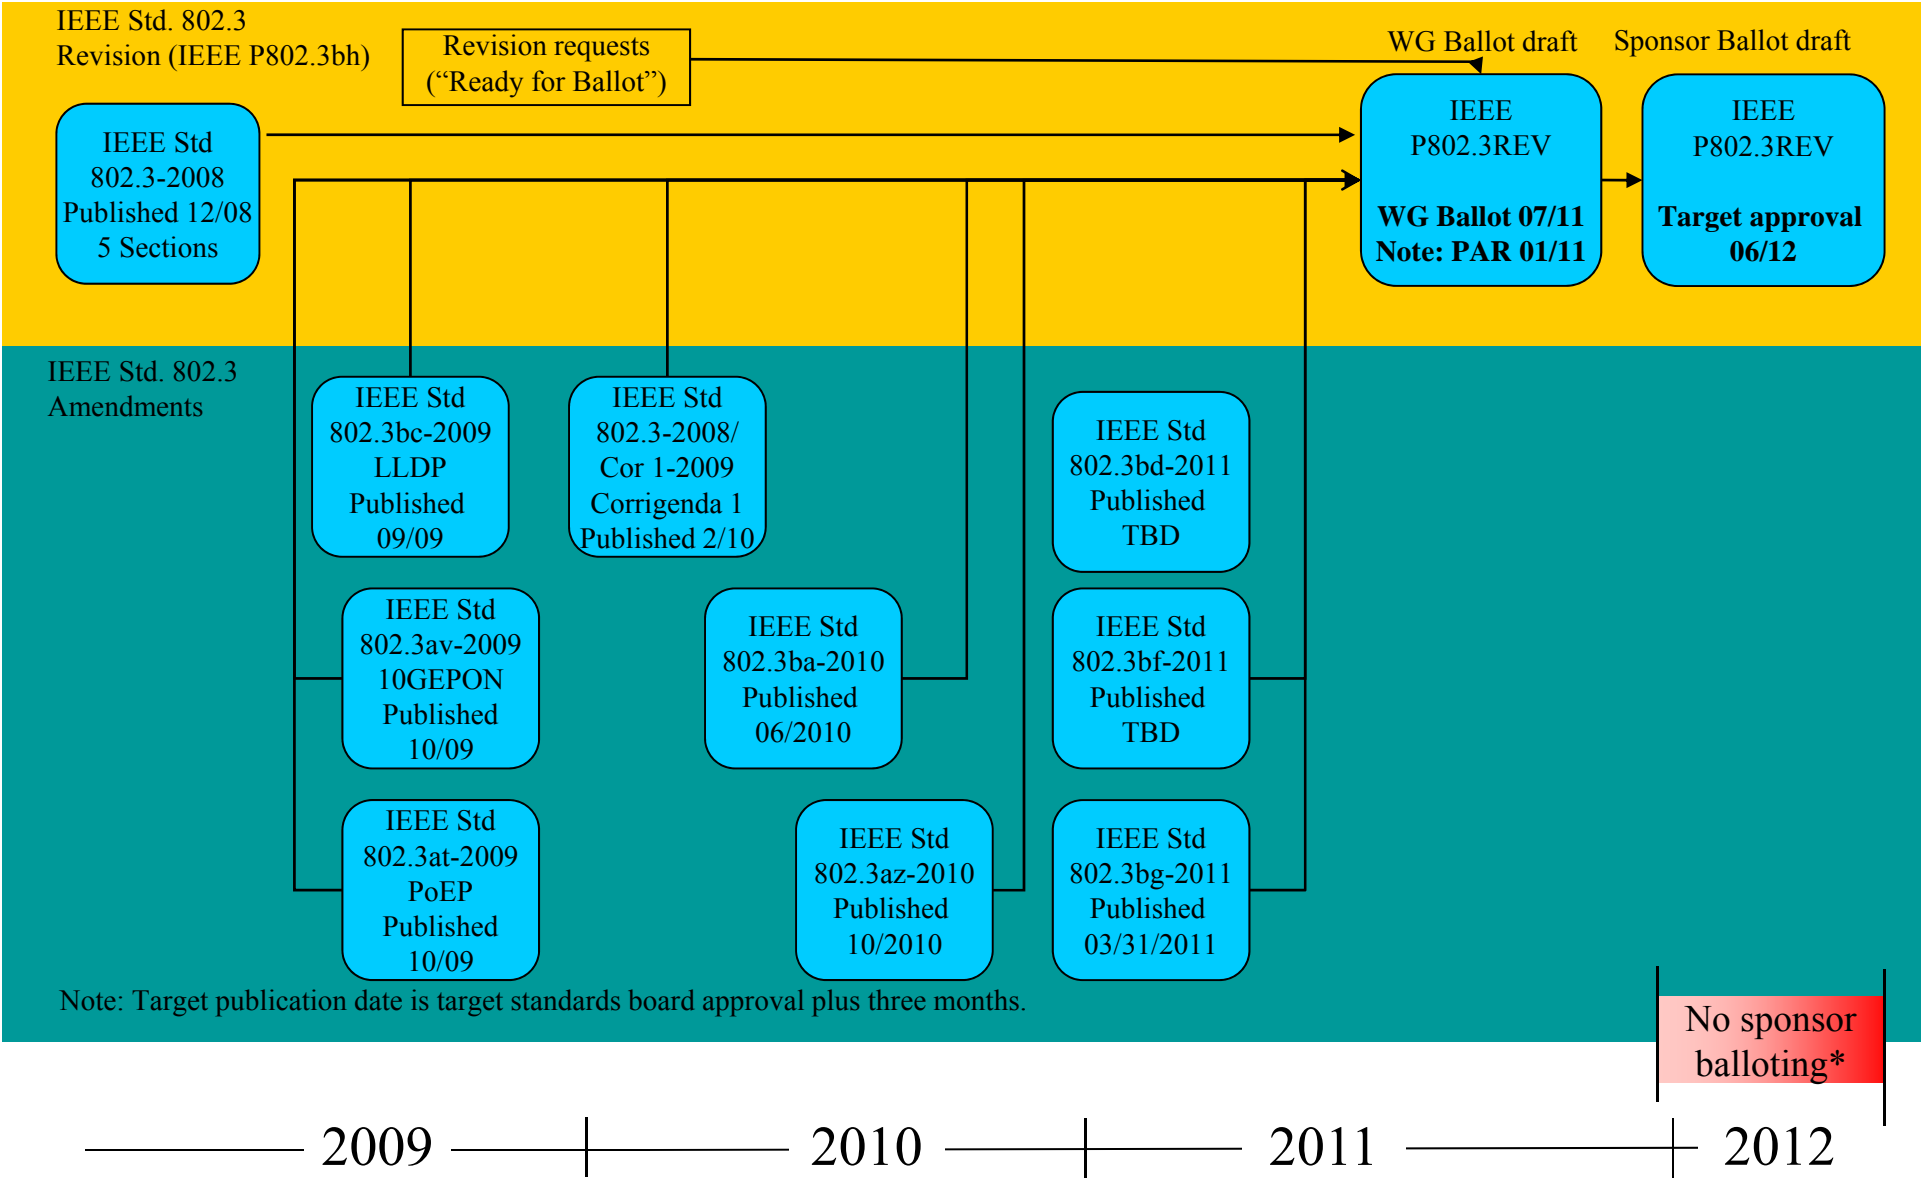 IEEE Std. 802.3
Revision (IEEE P802.3bh)
Revision requests
(“Ready for Ballot”)
WG Ballot draft
Sponsor Ballot draft
IEEE Std
802.3-2008
Published 12/08
5 Sections
IEEE
P802.3REV
WG Ballot 07/11
Note: PAR 01/11
IEEE
P802.3REV
Target approval
06/12
IEEE Std. 802.3
Amendments
IEEE Std
802.3bc-2009
LLDP
Published
09/09
IEEE Std
802.3-2008/
Cor 1-2009
Corrigenda 1
Published 2/10
IEEE Std
802.3bd-2011
Published
TBD
IEEE Std
802.3av-2009
10GEPON
Published
10/09
IEEE Std
802.3ba-2010
Published
06/2010
IEEE Std
802.3bf-2011
Published
TBD
IEEE Std
802.3at-2009
PoEP
Published
10/09
IEEE Std
802.3az-2010
Published
10/2010
IEEE Std
802.3bg-2011
Published
03/31/2011
Note: Target publication date is target standards board approval plus three months.
No sponsor
balloting*
2009
2010
2011
2012